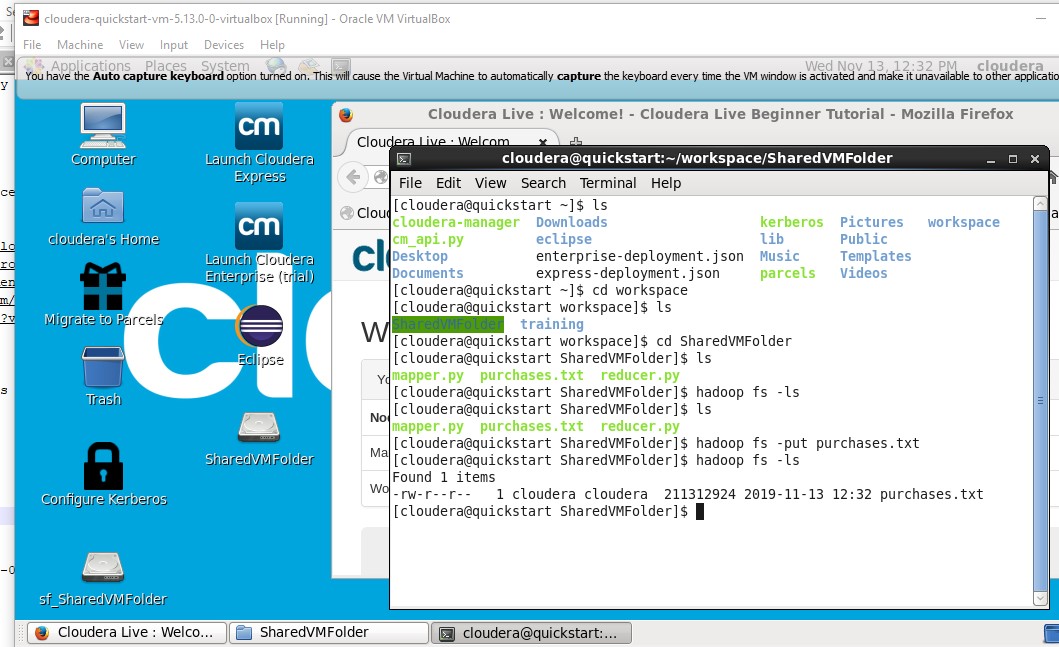 cloudera-quickstart-vm-5.13.0-0-virtualbox [Running] - Oracle VM VirtualBox
File Machine View Input Devices Help
Applications Places System Wed Nov 13, 12:32 PM cloudera
You have the Auto capture keyboard option turned on. This will cause the Virtual Machine to automatically capture the keyboard every time the VM window is activated and make it unavailable to other
Computer
cloudera's Home
Migrate to Parcels
Trash
Configure Kerberos
sf_SharedVMFolder
Launch Cloudera
Express
Launch Cloudera
Enterprise (trial)
Eclipse
SharedVMFolder
cm
cm
Cloudera Live : Welcome! - Cloudera Live Beginner Tutorial - Mozilla Firefox
Cloudera Live : Welcom...
cloudera@quickstart:~/workspace/SharedVMFolder
File Edit View Search Terminal Help
[cloudera@quickstart ~]$ ls
cloudera-manager Downloads kerberos Pictures workspace
cm_api.py eclipse lib Public
Desktop enterprise-deployment.json Music Templates
Documents express-deployment.json parcels Videos
[cloudera@quickstart ~]$ cd workspace
[cloudera@quickstart workspace]$ ls
SharedVMFolder training
[cloudera@quickstart workspace]$ cd SharedVMFolder
[cloudera@quickstart SharedVMFolder]$ ls
mapper.py purchases.txt reducer.py
[cloudera@quickstart SharedVMFolder]$ hadoop fs -ls
[cloudera@quickstart SharedVMFolder]$ ls
mapper.py purchases.txt reducer.py
[cloudera@quickstart SharedVMFolder]$ hadoop fs -put purchases.txt
[cloudera@quickstart SharedVMFolder]$ hadoop fs -ls
Found 1 items
-rw-r--r-- 1 cloudera cloudera 211312924 2019-11-13 12:32 purchases.txt
[cloudera@quickstart SharedVMFolder]$
Cloudera Live : Welco...
SharedVMFolder
cloudera@quickstart:...